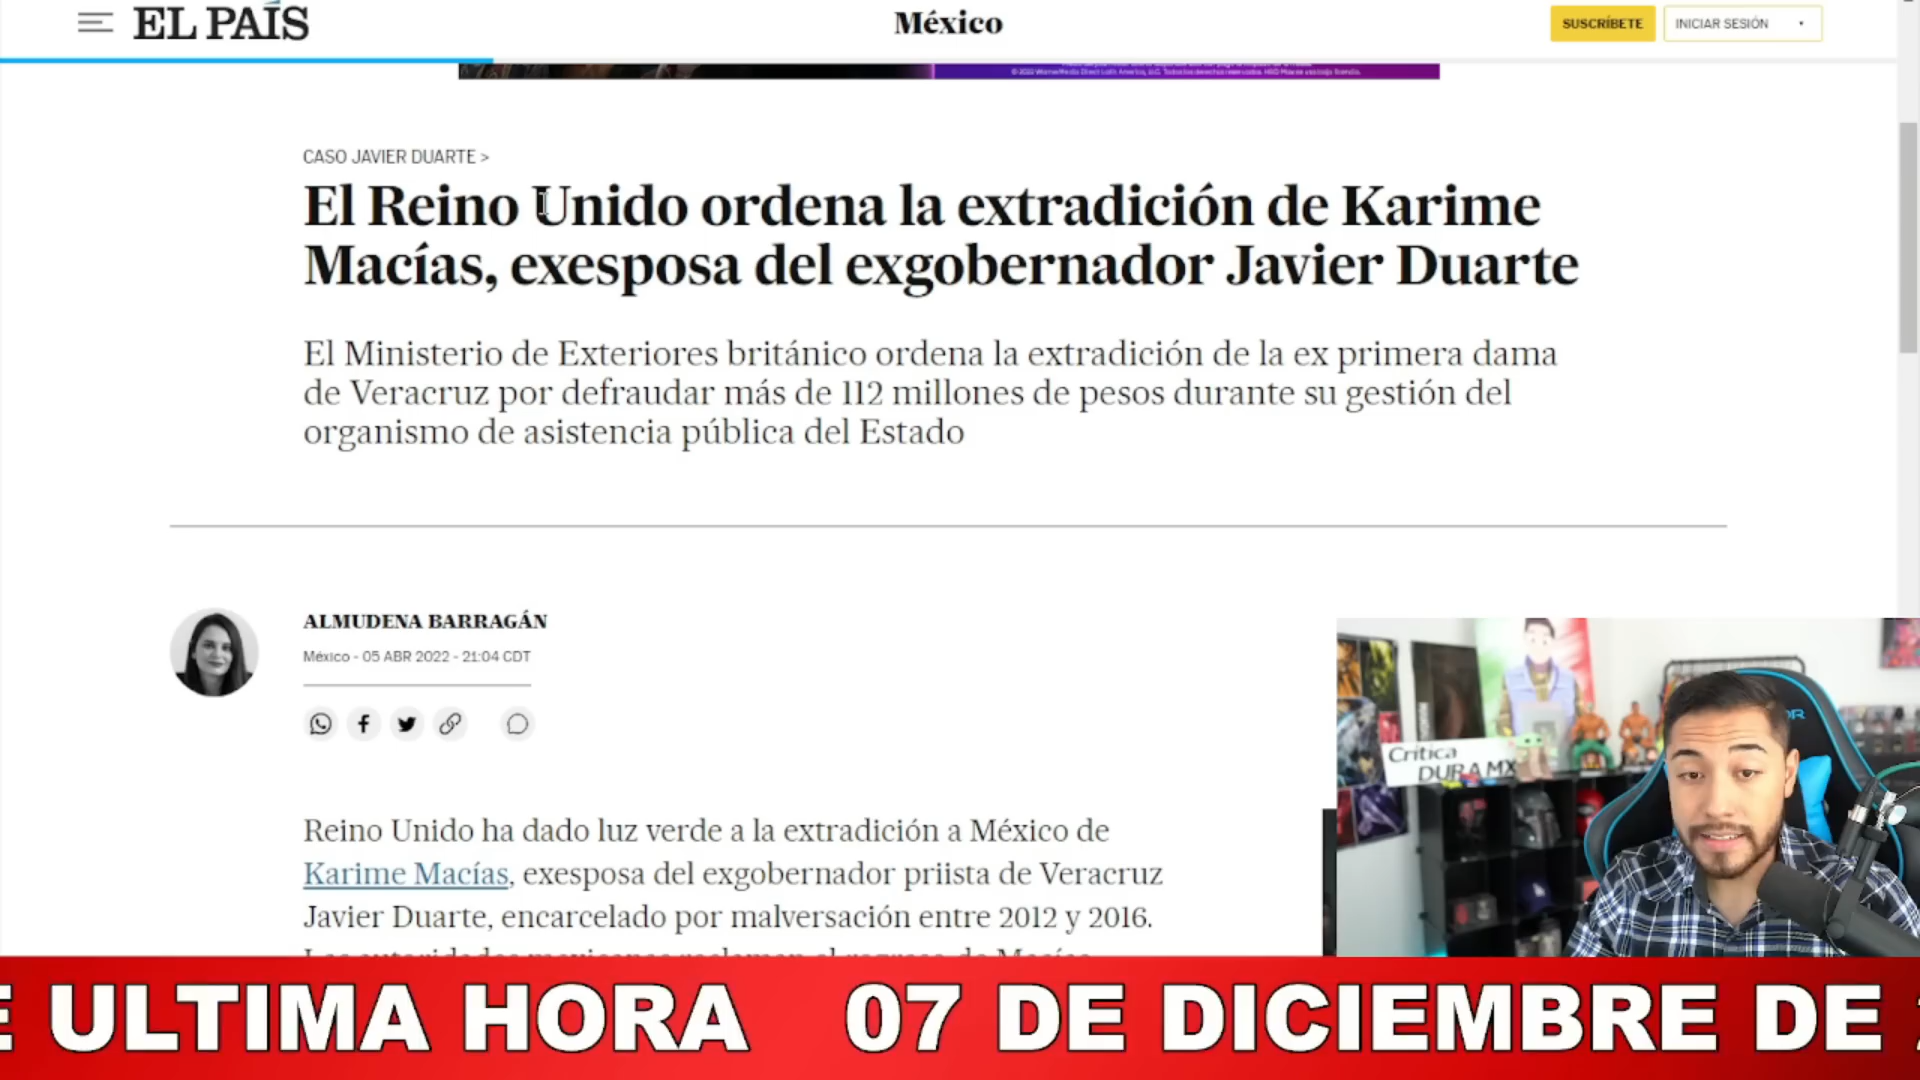 EL PAÍS
México
SUSCRÍBETE
INICIAR SESIÓN
CASO JAVIER DUARTE >
El Reino Unido ordena la extradición de Karime
Macías, exesposa del exgobernador Javier Duarte
El Ministerio de Exteriores británico ordena la extradición de la ex primera dama
de Veracruz por defraudar más de 112 millones de pesos durante su gestión del
organismo de asistencia pública del Estado
ALMUDENA BARRAGÁN
México - 05 ABR 2022 - 21:04 CDT
Reino Unido ha dado luz verde a la extradición a México de
Karime Macías, exesposa del exgobernador priista de Veracruz
Javier Duarte, encarcelado por malversación entre 2012 y 2016.
Crítica
DURA MX
E ULTIMA HORA 07 DE DICIEMBRE DE